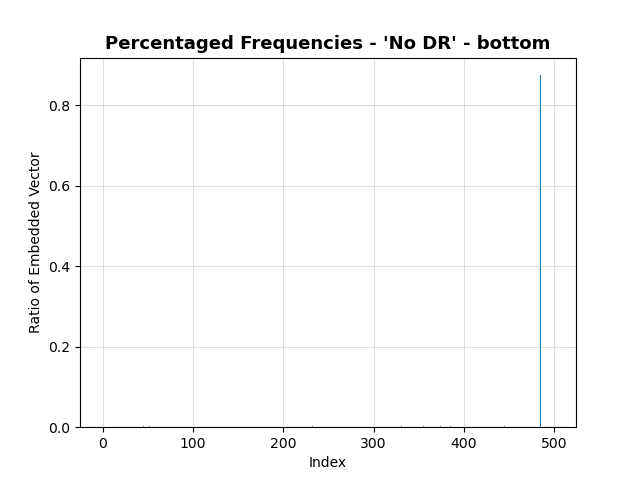 Percentaged Frequencies - 'No DR' - bottom
0.8
0.6
0.4
0.2
0.0
Ratio of Embedded Vector
0 100 200 300 400 500
Index